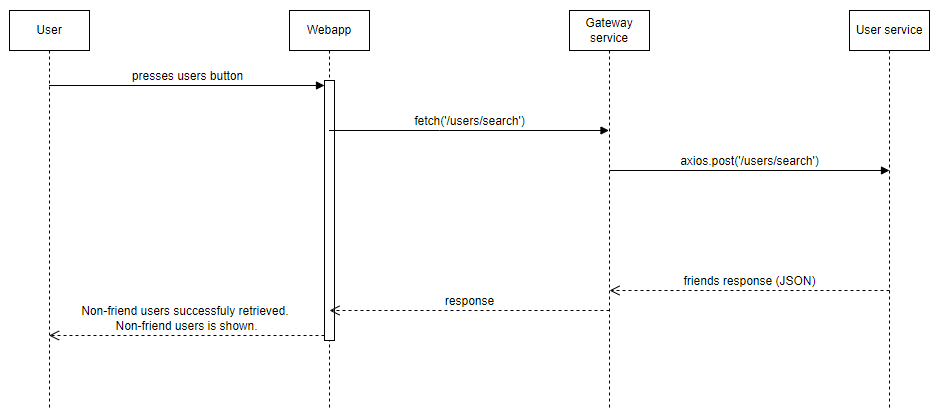 User
Webapp
Gateway
service
User service
presses users button
fetch('/users/search')
axios.post('/users/search')
friends response (JSON)
response
Non-friend users successfuly retrieved.
Non-friend users is shown.